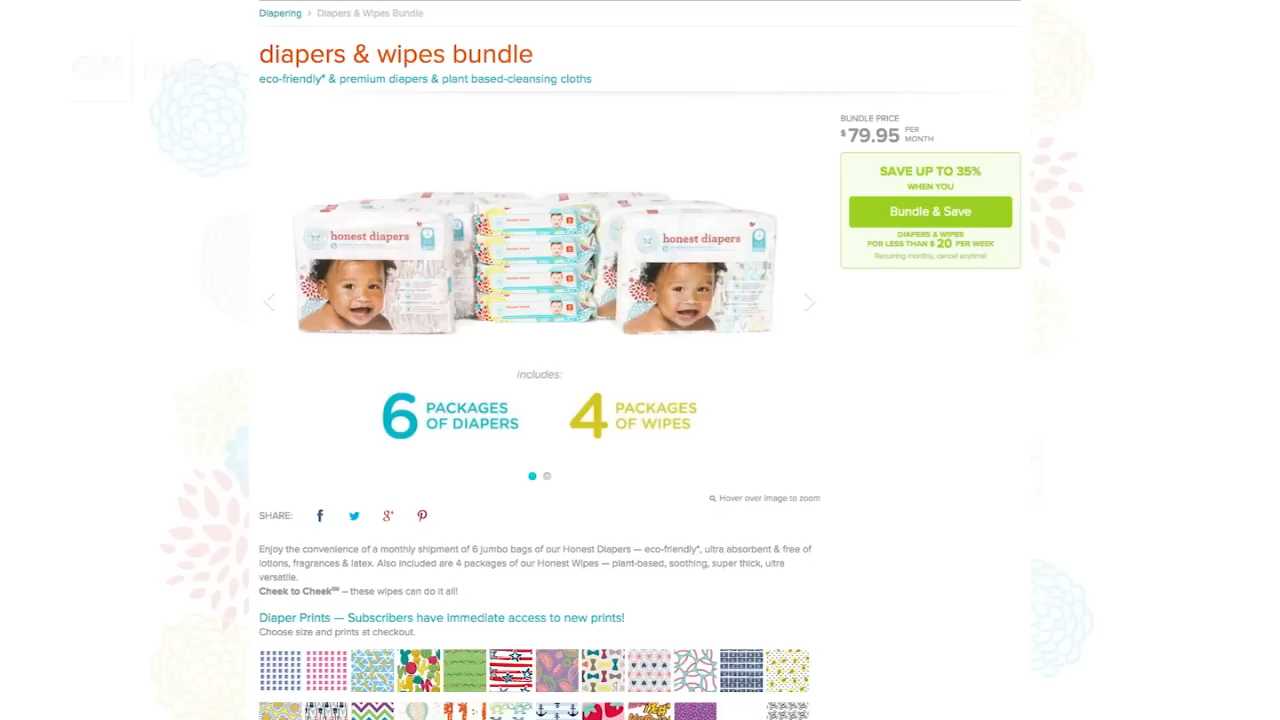 Diapering > Diapers & Wipes Bundle
diapers & wipes bundle
eco-friendly* & premium diapers & plant based-cleansing cloths
BUNDLE PRICE
$79.95 PER MONTH
SAVE UP TO 35%
WHEN YOU
Bundle & Save
DIAPERS & WIPES
FOR LESS THAN $20 PER WEEK
Recurring monthly, cancel anytime!
honest diapers
honest diapers
includes:
6 PACKAGES OF DIAPERS
4 PACKAGES OF WIPES
Hover over image to zoom
SHARE:
Enjoy the convenience of a monthly shipment of 6 jumbo bags of our Honest Diapers — eco-friendly*, ultra absorbent & free of
lotions, fragrances & latex. Also included are 4 packages of our Honest Wipes — plant-based, soothing, super thick, ultra
versatile.
Cheek to Cheek℠ – these wipes can do it all!
Diaper Prints — Subscribers have immediate access to new prints!
Choose size and prints at checkout.